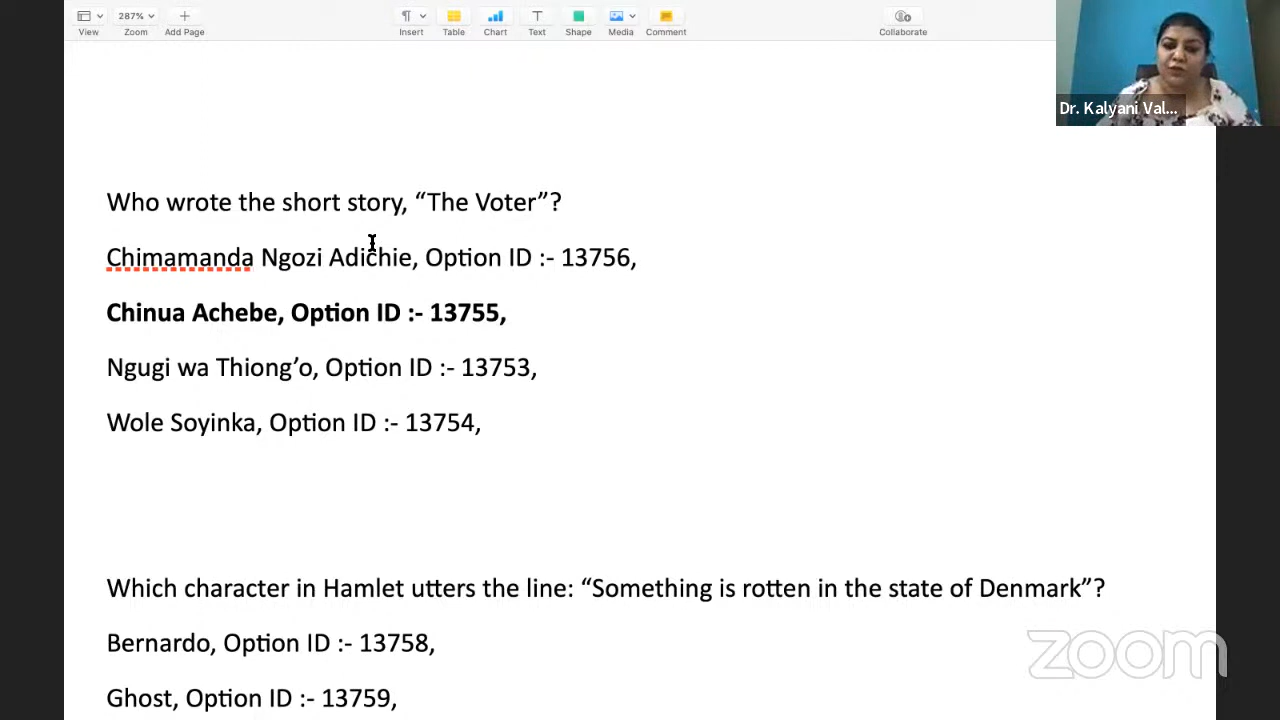 View
287%
Zoom
Add Page
Insert
Table
Chart
Text
Shape
Media
Comment
Collaborate
Dr. Kalyani Val...
Who wrote the short story, “The Voter”?
Chimamanda Ngozi Adichie, Option ID :- 13756,
Chinua Achebe, Option ID :- 13755,
Ngugi wa Thiong’o, Option ID :- 13753,
Wole Soyinka, Option ID :- 13754,
Which character in Hamlet utters the line: “Something is rotten in the state of Denmark”?
Bernardo, Option ID :- 13758,
Ghost, Option ID :- 13759,
zoom